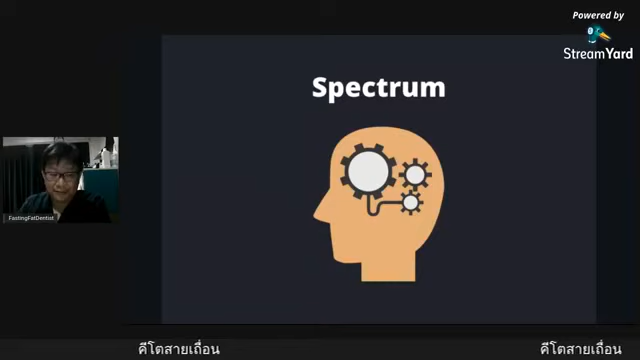 Powered by
StreamYard
Spectrum
FastingFatDentist
คีโตสายเถื่อน
คีโตสายเถื่อน